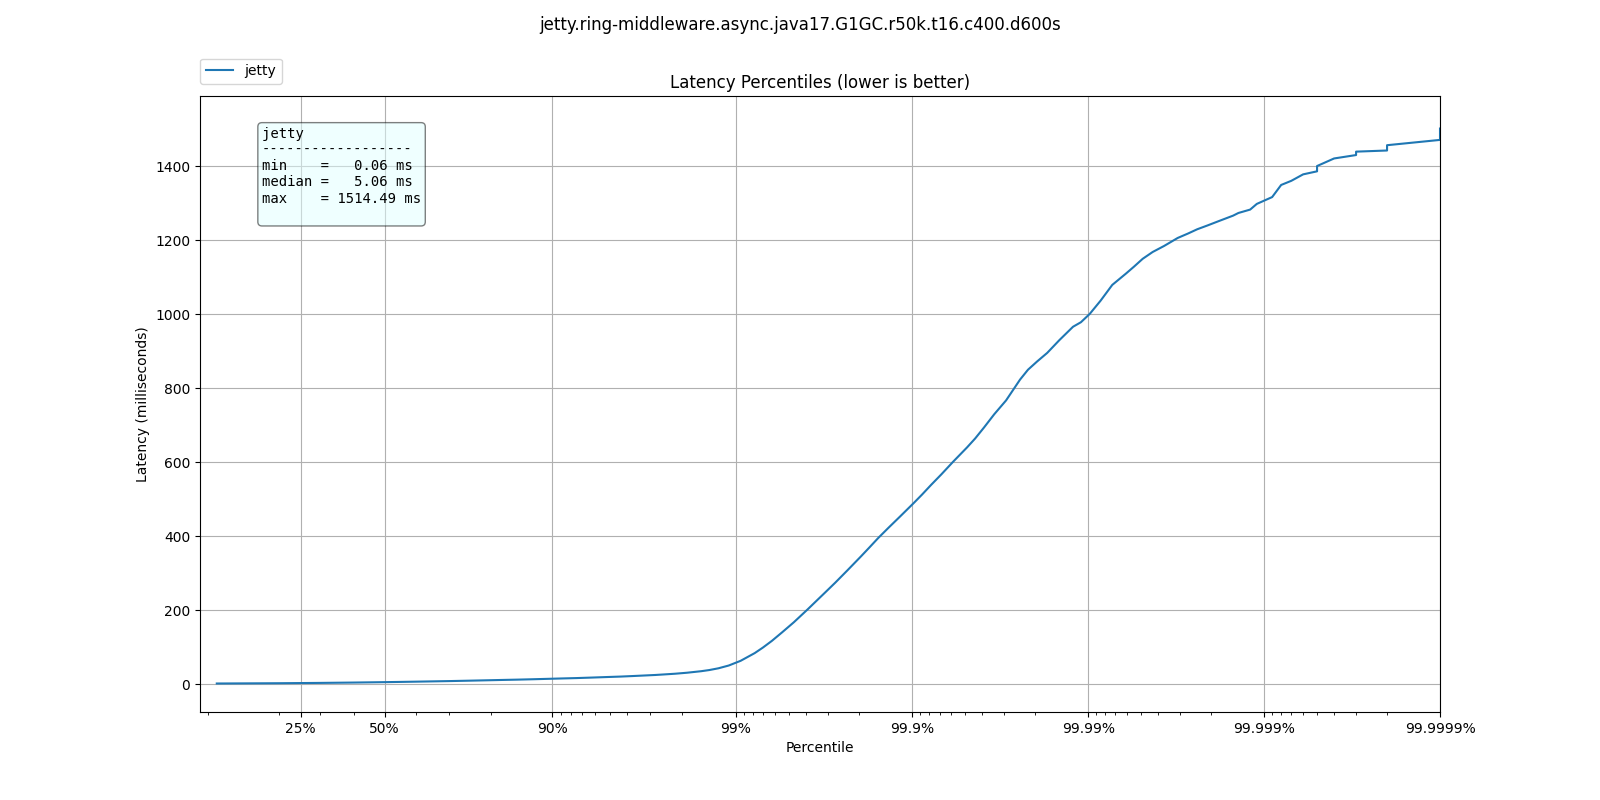 jetty.ring-middleware.async.java17.G1GC.r50k.t16.c400.d600s
jetty
Latency Percentiles (lower is better)
jetty
------------------
min    =   0.06 ms
median =   5.06 ms
max    = 1514.49 ms
1400
1200
1000
800
600
400
200
0
Latency (milliseconds)
25% 50% 90% 99% 99.9% 99.99% 99.999% 99.9999%
Percentile